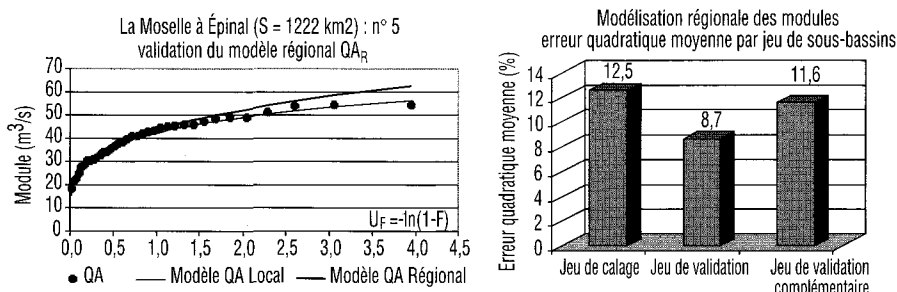 La Moselle à Épinal (S = 1222 km2) : n° 5
validation du modèle régional QAR
Module (m3/s)
70
60
50
40
30
20
10
0
0,0 0,5 1,0 1,5 2,0 2,5 3,0 3,5 4,0 4,5
UF=-ln(1-F)
QA Modèle QA Local Modèle QA Régional
Modélisation régionale des modules
erreur quadratique moyenne par jeu de sous-bassins
Erreur quadratique moyenne (%)
14
12
10
8
6
4
2
0
12,5
8,7
11,6
Jeu de calage Jeu de validation Jeu de validation
complémentaire